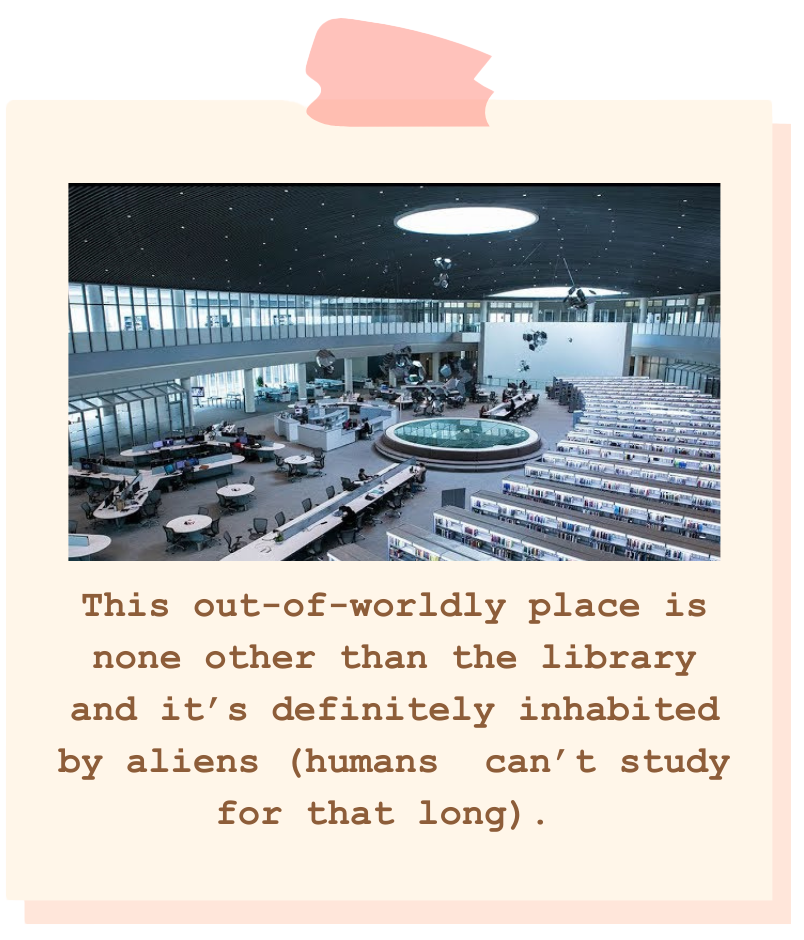 This out-of-worldly place is
none other than the library
and it's definitely inhabited
by aliens (humans  can't study
for that long).